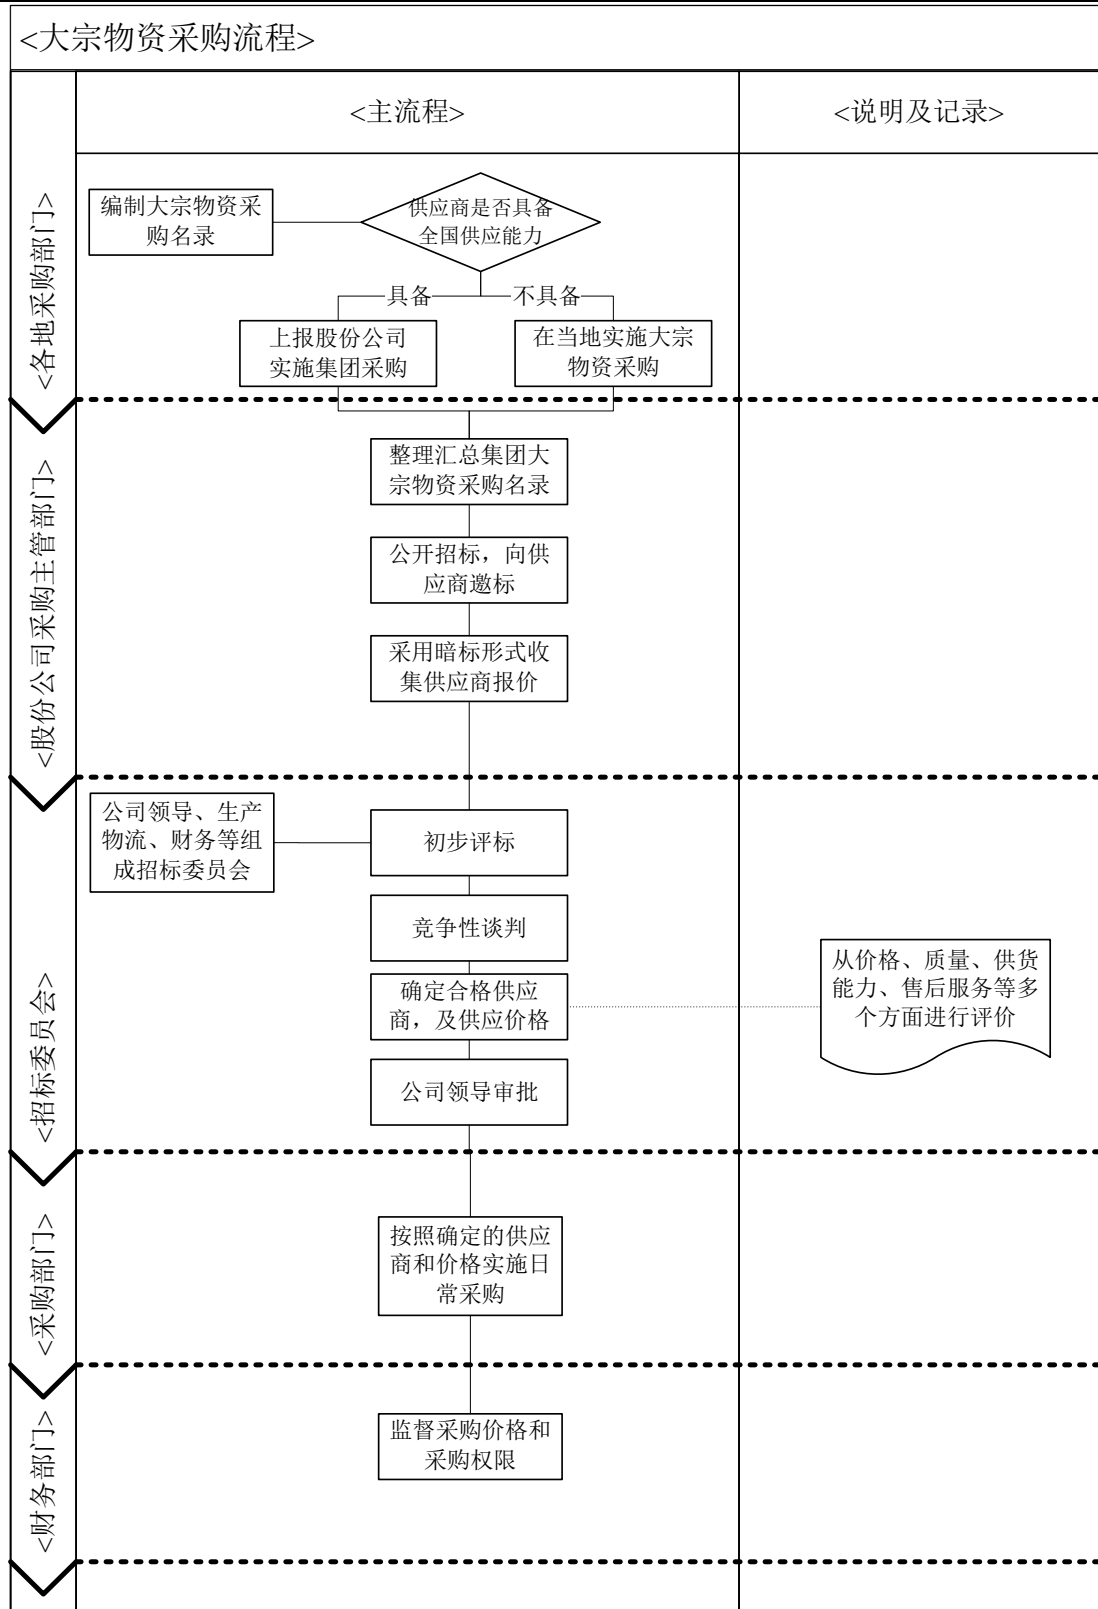 <大宗物资采购流程>
<主流程>
<说明及记录>
<各地采购部门>
编制大宗物资采
购名录
供应商是否具备
全国供应能力
具备
不具备
上报股份公司
实施集团采购
在当地实施大宗
物资采购
<股份公司采购主管部门>
整理汇总集团大
宗物资采购名录
公开招标，向供
应商邀标
采用暗标形式收
集供应商报价
<招标委员会>
公司领导、生产
物流、财务等组
成招标委员会
初步评标
竞争性谈判
确定合格供应
商，及供应价格
从价格、质量、供货
能力、售后服务等多
个方面进行评价
公司领导审批
<采购部门>
按照确定的供应
商和价格实施日
常采购
<财务部门>
监督采购价格和
采购权限